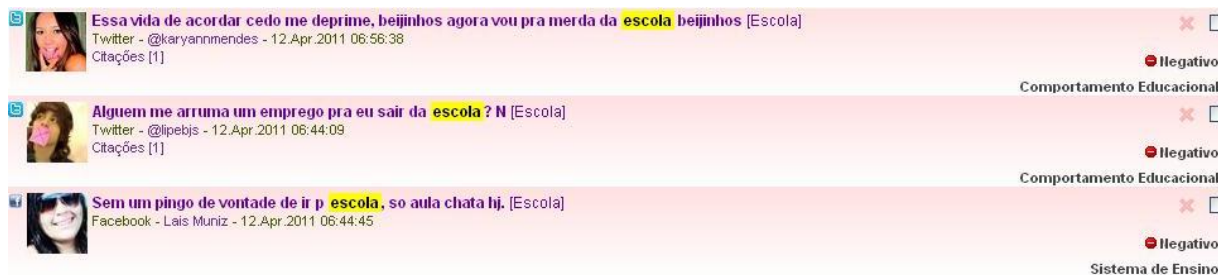 Essa vida de acordar cedo me deprime, beijinhos agora vou pra merda da escola beijinhos [Escola]
Twitter - @karyannmendes - 12.Apr.2011 06:56:38
Citações [1]
Negativo
Comportamento Educacional
Alguem me arruma um emprego pra eu sair da escola? N [Escola]
Twitter - @lipebjs - 12.Apr.2011 06:44:09
Citações [1]
Negativo
Comportamento Educacional
Sem um pingo de vontade de ir p escola, so aula chata hj. [Escola]
Facebook - Lais Muniz - 12.Apr.2011 06:44:45
Negativo
Sistema de Ensino